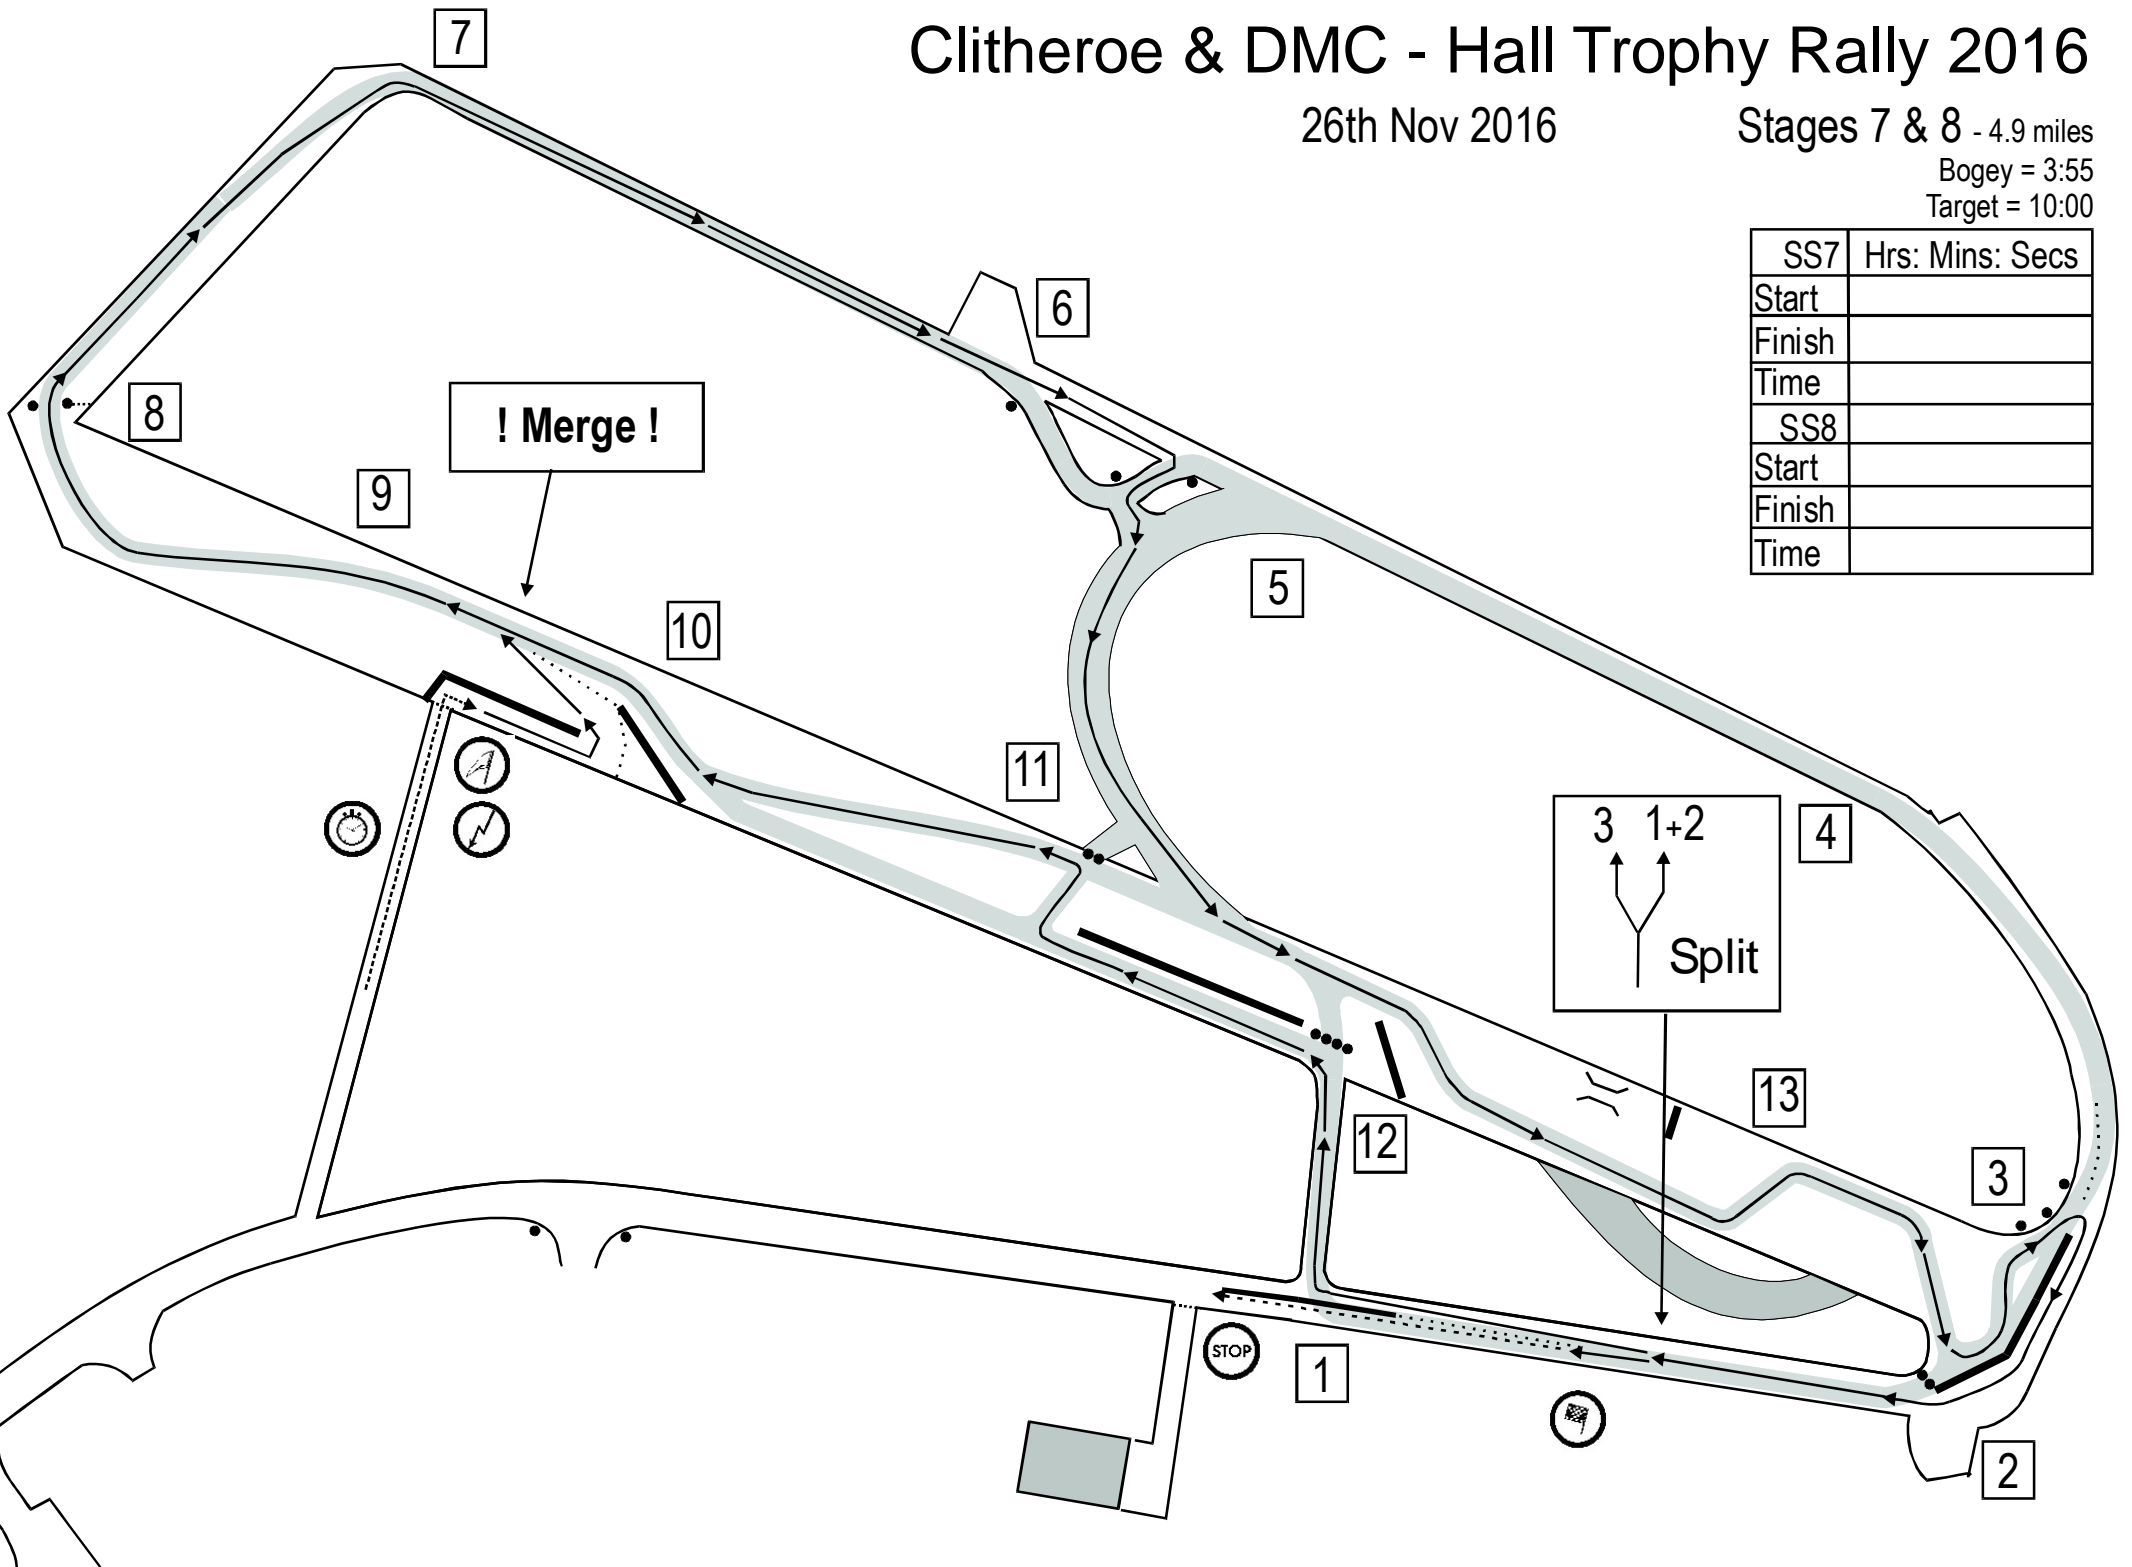 Clitheroe & DMC - Hall Trophy Rally 2016
26th Nov 2016
Stages 7 & 8 - 4.9 miles
Bogey = 3:55
Target = 10:00
SS7 Hrs: Mins: Secs
Start
Finish
Time
SS8
Start
Finish
Time
7
6
8
! Merge !
9
5
10
11
4
3 1+2
Split
13
12
3
STOP
1
2